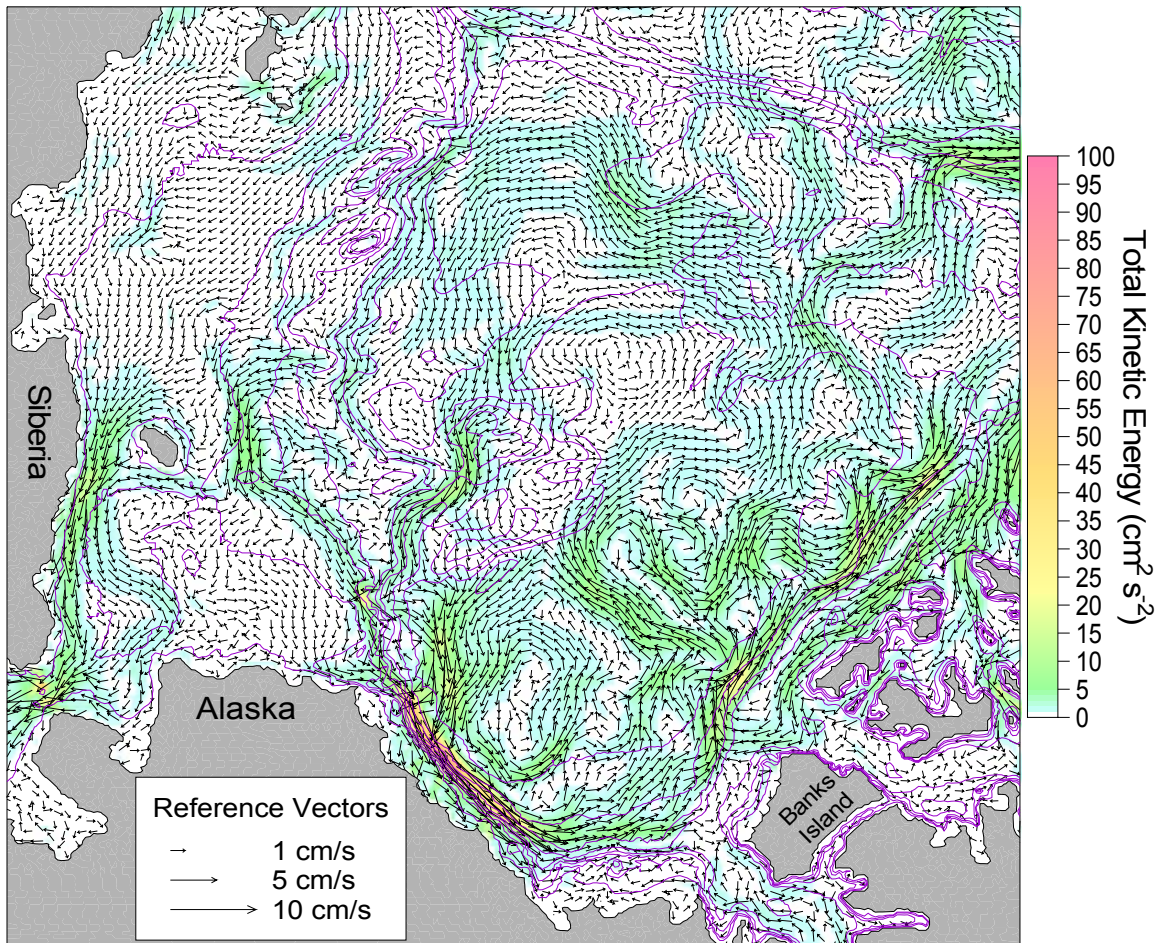 Siberia
Alaska
Banks
Island
Reference Vectors
1 cm/s
5 cm/s
10 cm/s
100
95
90
85
80
75
70
65
60
55
50
45
40
35
30
25
20
15
10
5
0
Total Kinetic Energy (cm² s⁻²)